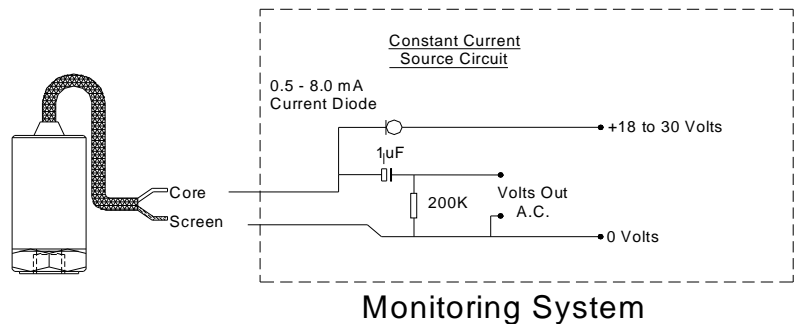 Constant Current
Source Circuit
0.5 - 8.0 mA
Current Diode
+18 to 30 Volts
1uF
Core
Volts Out
A.C.
200K
Screen
0 Volts
Monitoring System